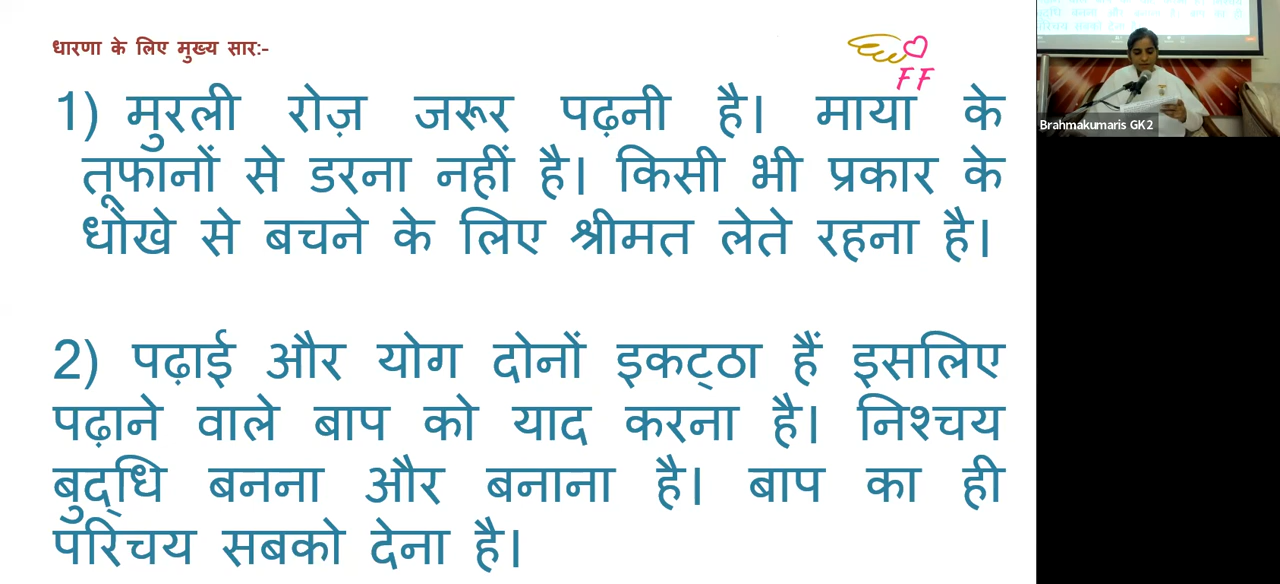 धारणा के लिए मुख्य सार:-
FF
1) मुरली रोज़ जरूर पढ़नी है। माया के
तूफानों से डरना नहीं है। किसी भी प्रकार के
धोखे से बचने के लिए श्रीमत लेते रहना है।
2) पढ़ाई और योग दोनों इकट्ठा हैं इसलिए
पढ़ाने वाले बाप को याद करना है। निश्चय
बुद्धि बनना और बनाना है। बाप का ही
परिचय सबको देना है।
Brahmakumaris GK2